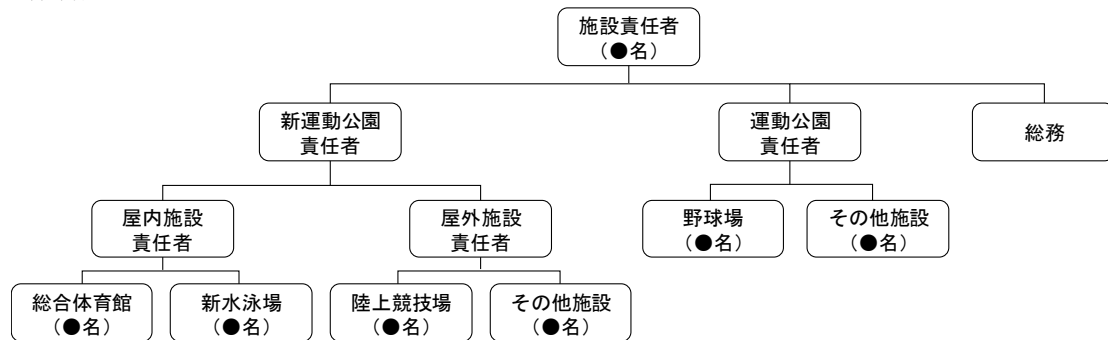 施設責任者
（●名）
新運動公園
責任者
運動公園
責任者
総務
屋内施設
責任者
屋外施設
責任者
野球場
（●名）
その他施設
（●名）
総合体育館
（●名）
新水泳場
（●名）
陸上競技場
（●名）
その他施設
（●名）